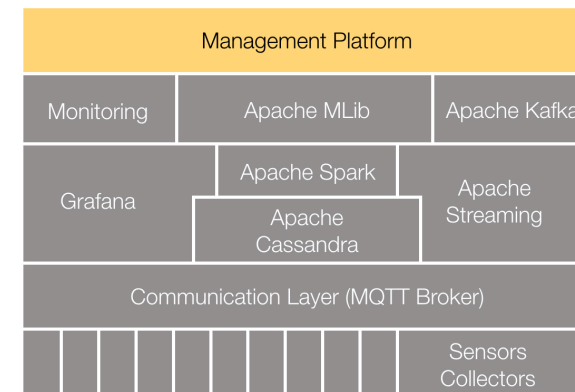 Management Platform
Monitoring
Apache MLib
Apache Kafka
Grafana
Apache Spark
Apache
Cassandra
Apache
Streaming
Communication Layer (MQTT Broker)
Sensors
Collectors